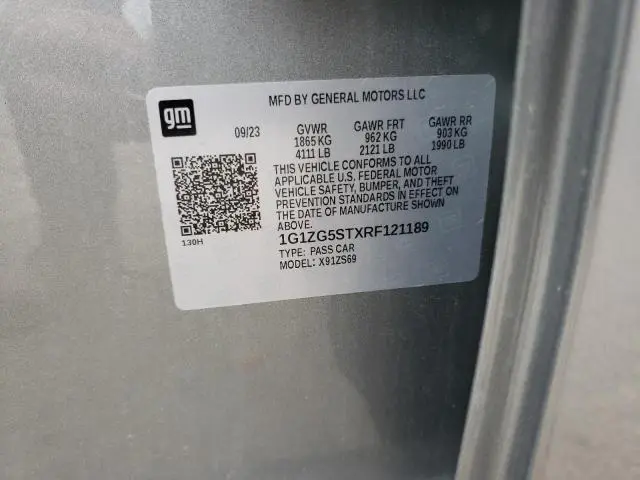 gm
MFD BY GENERAL MOTORS LLC
09/23 GVWR GAWR FRT GAWR RR
1865 KG 962 KG 903 KG
4111 LB 2121 LB 1990 LB
THIS VEHICLE CONFORMS TO ALL
APPLICABLE U.S. FEDERAL MOTOR
VEHICLE SAFETY, BUMPER, AND THEFT
PREVENTION STANDARDS IN EFFECT ON
THE DATE OF MANUFACTURE SHOWN
ABOVE.
130H
1G1ZG5STXRF121189
TYPE: PASS CAR
MODEL: X91ZS69